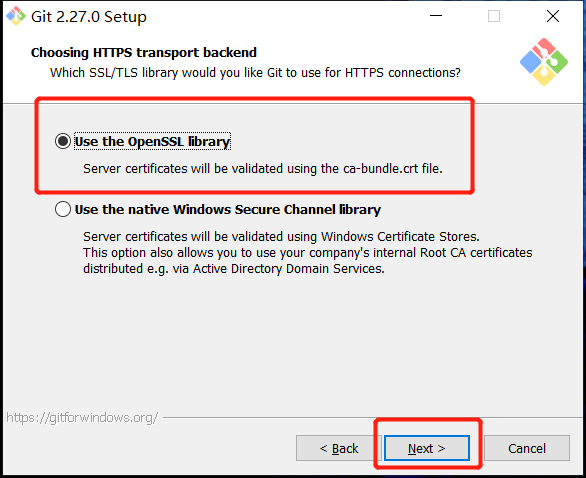 Git 2.27.0 Setup
Choosing HTTPS transport backend
Which SSL/TLS library would you like Git to use for HTTPS connections?
Use the OpenSSL library
Server certificates will be validated using the ca-bundle.crt file.
Use the native Windows Secure Channel library
Server certificates will be validated using Windows Certificate Stores.
This option also allows you to use your company's internal Root CA certificates
distributed e.g. via Active Directory Domain Services.
https://gitforwindows.org/
< Back
Next >
Cancel